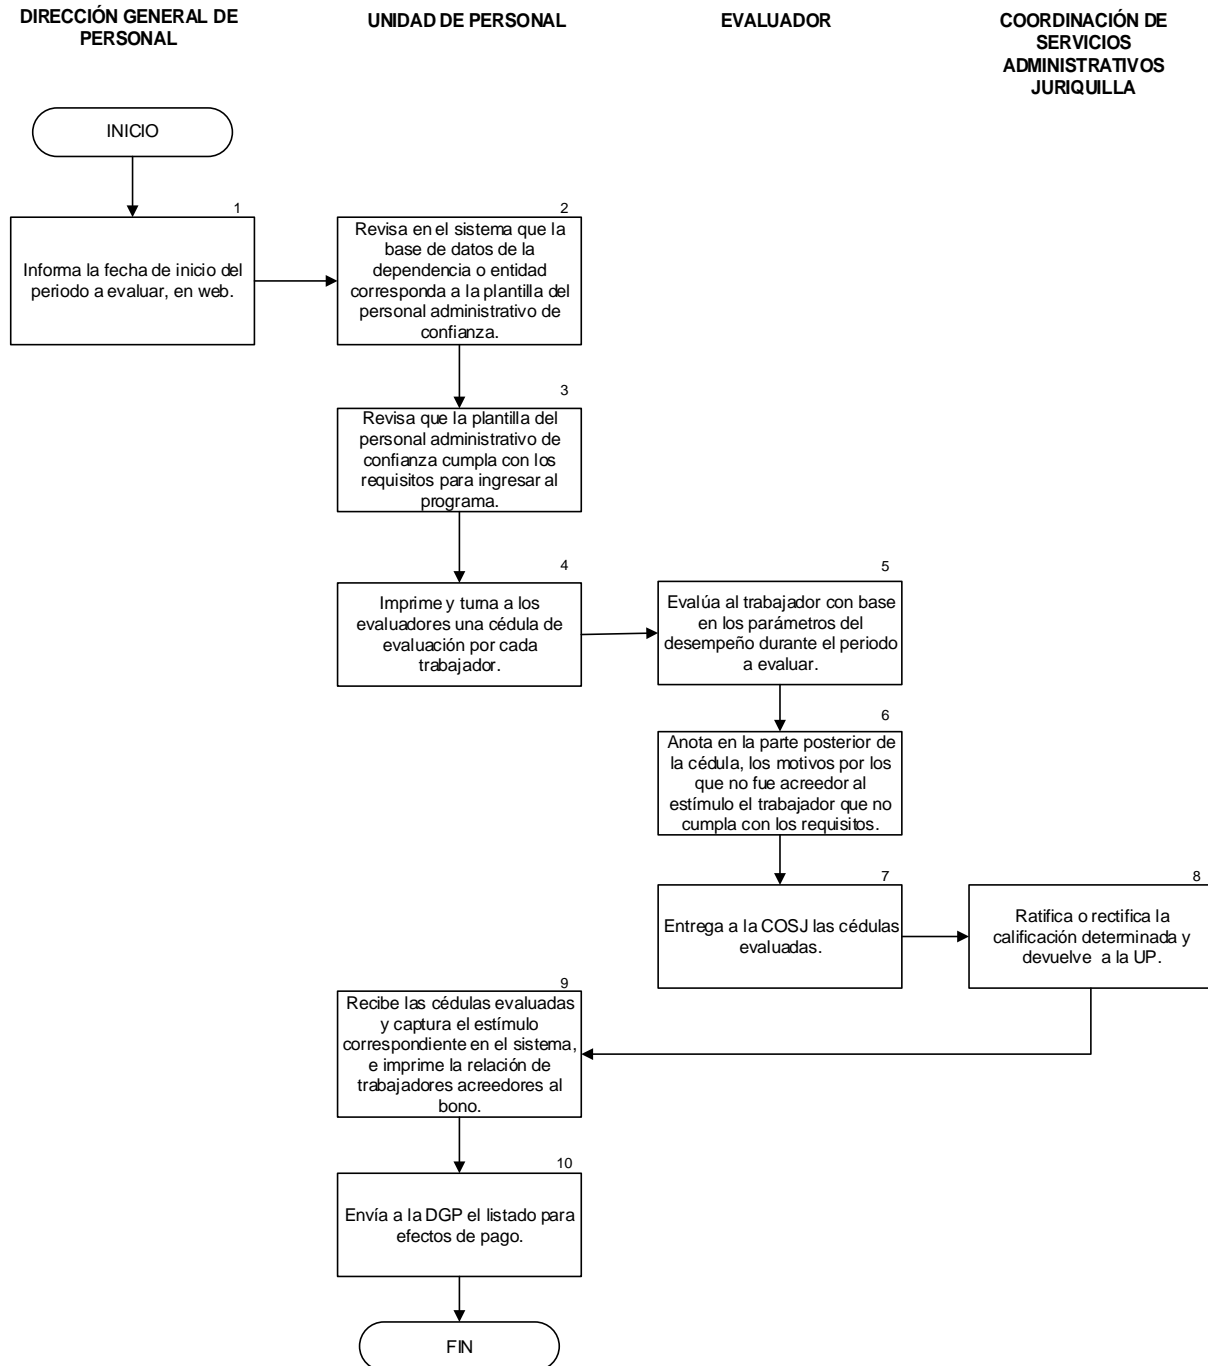 DIRECCIÓN GENERAL DE
PERSONAL
UNIDAD DE PERSONAL
EVALUADOR
COORDINACIÓN DE
SERVICIOS
ADMINISTRATIVOS
JURIQUILLA
INICIO
1
Informa la fecha de inicio del
periodo a evaluar, en web.
2
Revisa en el sistema que la
base de datos de la
dependencia o entidad
corresponda a la plantilla del
personal administrativo de
confianza.
3
Revisa que la plantilla del
personal administrativo de
confianza cumpla con los
requisitos para ingresar al
programa.
4
Imprime y turna a los
evaluadores una cédula de
evaluación por cada
trabajador.
5
Evalúa al trabajador con base
en los parámetros del
desempeño durante el periodo
a evaluar.
6
Anota en la parte posterior de
la cédula, los motivos por los
que no fue acreedor al
estímulo el trabajador que no
cumpla con los requisitos.
7
Entrega a la COSJ las cédulas
evaluadas.
8
Ratifica o rectifica la
calificación determinada y
devuelve a la UP.
9
Recibe las cédulas evaluadas
y captura el estímulo
correspondiente en el sistema,
e imprime la relación de
trabajadores acreedores al
bono.
10
Envía a la DGP el listado para
efectos de pago.
FIN